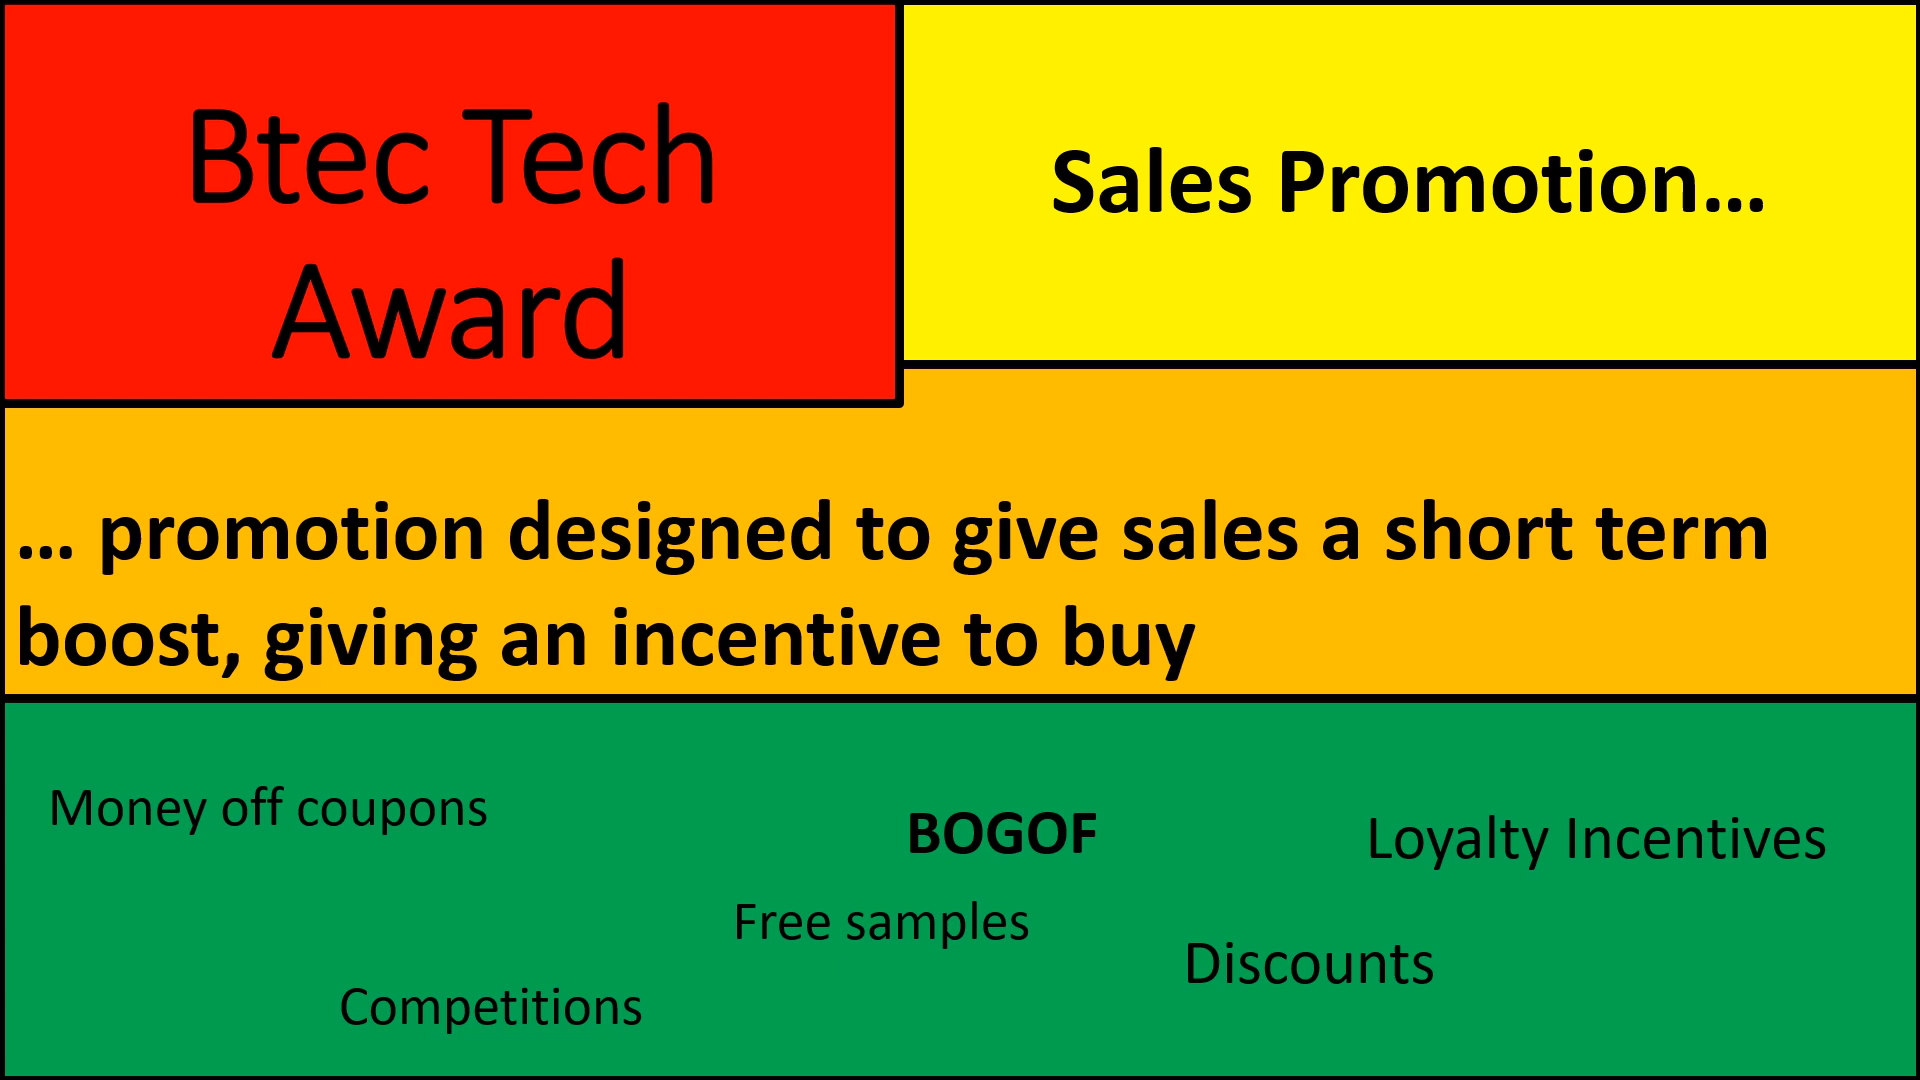 Btec Tech
Award
Sales Promotion...
... promotion designed to give sales a short term
boost, giving an incentive to buy
Money off coupons
BOGOF
Loyalty Incentives
Free samples
Discounts
Competitions